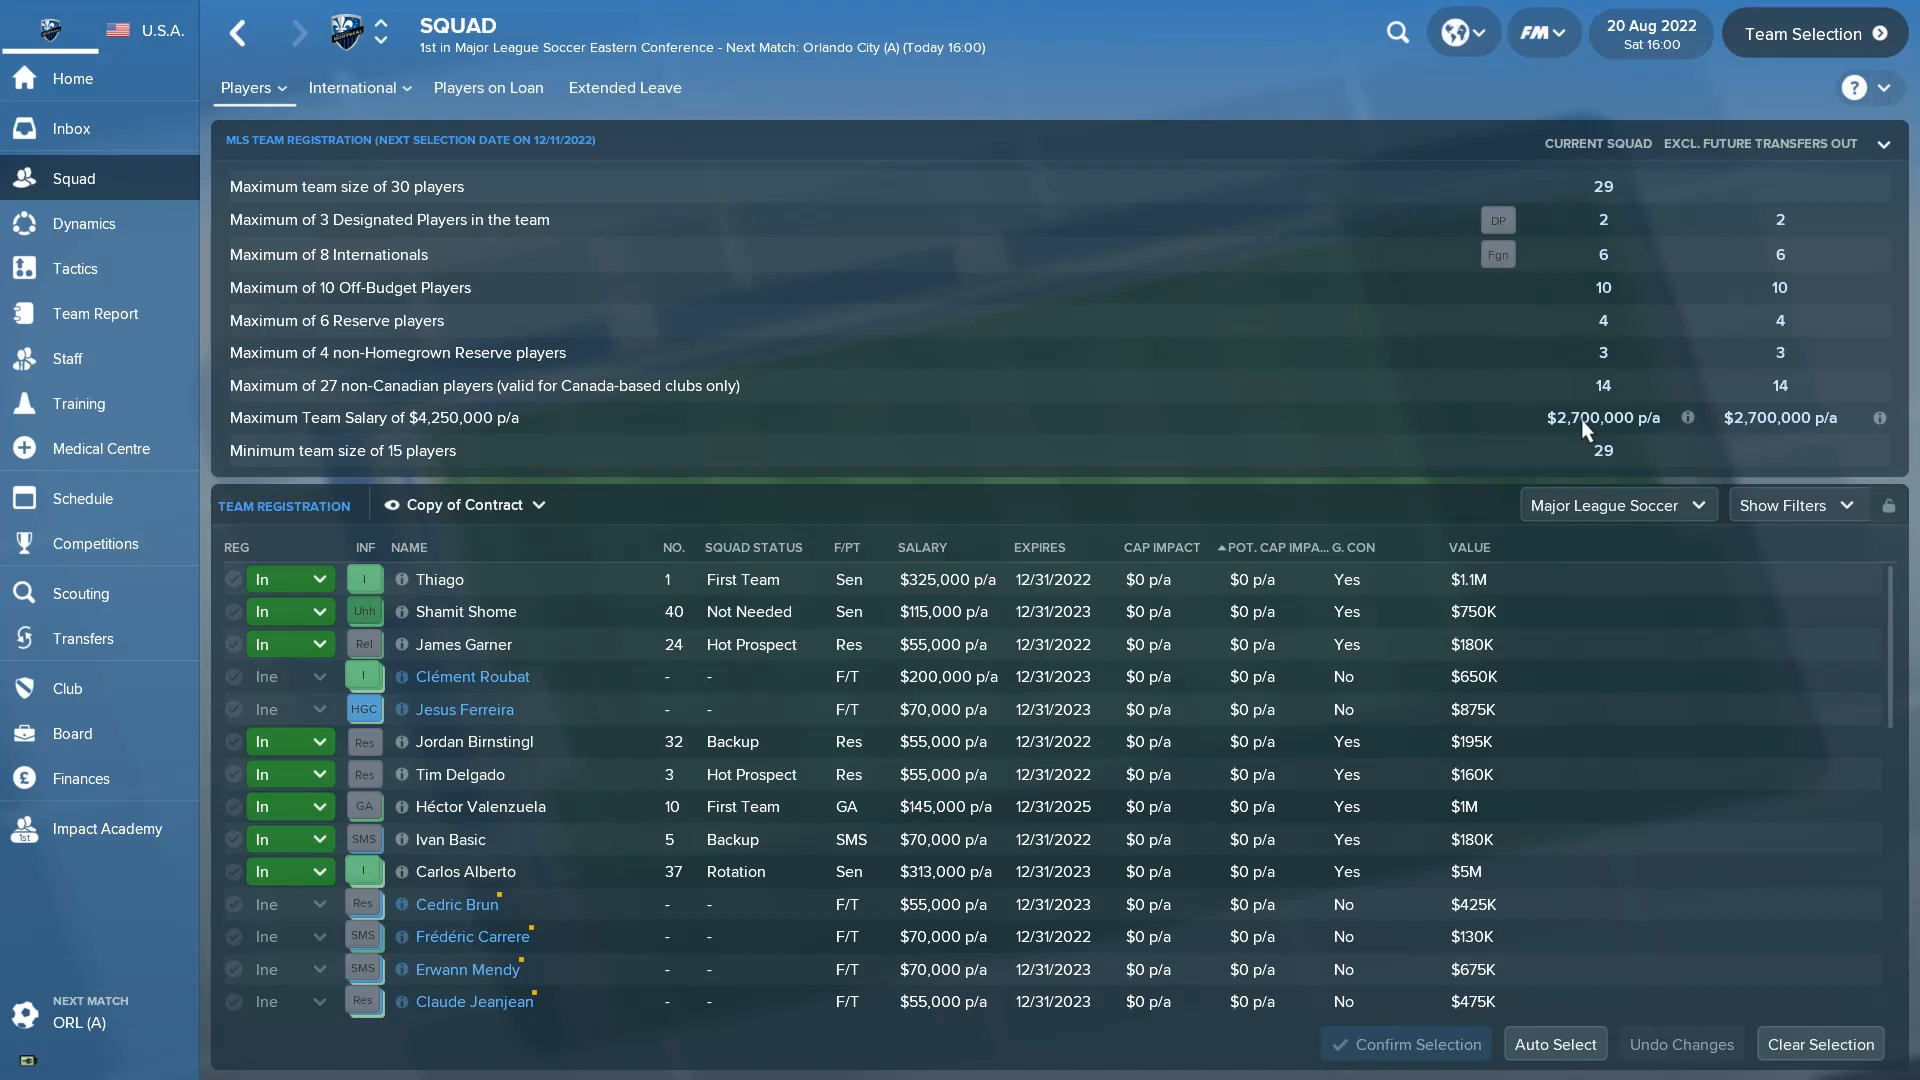 U.S.A.
SQUAD
1st in Major League Soccer Eastern Conference - Next Match: Orlando City (A) (Today 16:00)
FM
20 Aug 2022
Sat 16:00
Team Selection
Home
Inbox
Squad
Dynamics
Tactics
Team Report
Staff
Training
Medical Centre
Schedule
Competitions
Scouting
Transfers
Club
Board
Finances
1st
Impact Academy
NEXT MATCH
ORL (A)
Players International Players on Loan Extended Leave ?
MLS TEAM REGISTRATION (NEXT SELECTION DATE ON 12/11/2022) CURRENT SQUAD EXCL. FUTURE TRANSFERS OUT
Maximum team size of 30 players 29
Maximum of 3 Designated Players in the team DP 2 2
Maximum of 8 Internationals Fgn 6 6
Maximum of 10 Off-Budget Players 10 10
Maximum of 6 Reserve players 4 4
Maximum of 4 non-Homegrown Reserve players 3 3
Maximum of 27 non-Canadian players (valid for Canada-based clubs only) 14 14
Maximum Team Salary of $4,250,000 p/a $2,700,000 p/a $2,700,000 p/a
Minimum team size of 15 players 29
TEAM REGISTRATION Copy of Contract Major League Soccer Show Filters
REG INF NAME NO. SQUAD STATUS F/PT SALARY EXPIRES CAP IMPACT POT. CAP IMPA... G. CON VALUE
In I Thiago 1 First Team Sen $325,000 p/a 12/31/2022 $0 p/a $0 p/a Yes $1.1M
In Unh Shamit Shome 40 Not Needed Sen $115,000 p/a 12/31/2023 $0 p/a $0 p/a Yes $750K
In Rel James Garner 24 Hot Prospect Res $55,000 p/a 12/31/2022 $0 p/a $0 p/a Yes $180K
Ine I Clément Roubat - - F/T $200,000 p/a 12/31/2022 $0 p/a $0 p/a No $650K
Ine HGC Jesus Ferreira - - F/T $70,000 p/a 12/31/2023 $0 p/a $0 p/a No $875K
In Res Jordan Birnstingl 32 Backup Res $55,000 p/a 12/31/2022 $0 p/a $0 p/a Yes $195K
In Res Tim Delgado 3 Hot Prospect Res $55,000 p/a 12/31/2022 $0 p/a $0 p/a Yes $160K
In GA Héctor Valenzuela 10 First Team GA $145,000 p/a 12/31/2025 $0 p/a $0 p/a Yes $1M
In SMS Ivan Basic 5 Backup SMS $70,000 p/a 12/31/2022 $0 p/a $0 p/a Yes $180K
In I Carlos Alberto 37 Rotation Sen $313,000 p/a 12/31/2023 $0 p/a $0 p/a Yes $5M
Ine Res Cedric Brun - - F/T $55,000 p/a 12/31/2023 $0 p/a $0 p/a No $425K
Ine SMS Frédéric Carrere - - F/T $70,000 p/a 12/31/2022 $0 p/a $0 p/a No $130K
Ine SMS Erwann Mendy - - F/T $70,000 p/a 12/31/2023 $0 p/a $0 p/a No $675K
Ine Res Claude Jeanjean - - F/T $55,000 p/a 12/31/2023 $0 p/a $0 p/a No $475K
Confirm Selection Auto Select Undo Changes Clear Selection